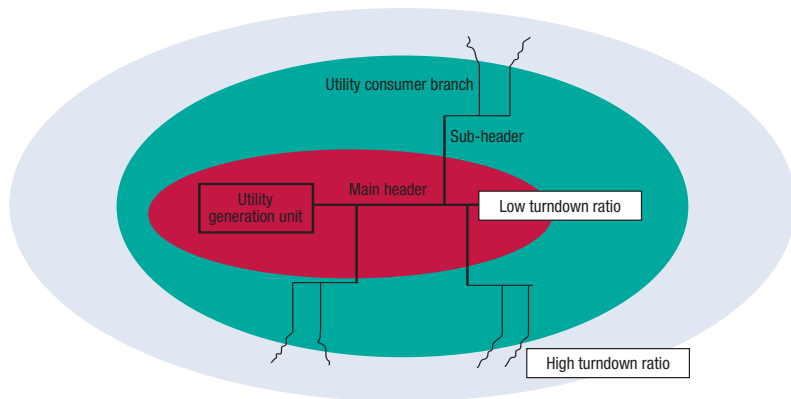 Utility consumer branch
Sub-header
Main header
Utility
generation unit
Low turndown ratio
High turndown ratio